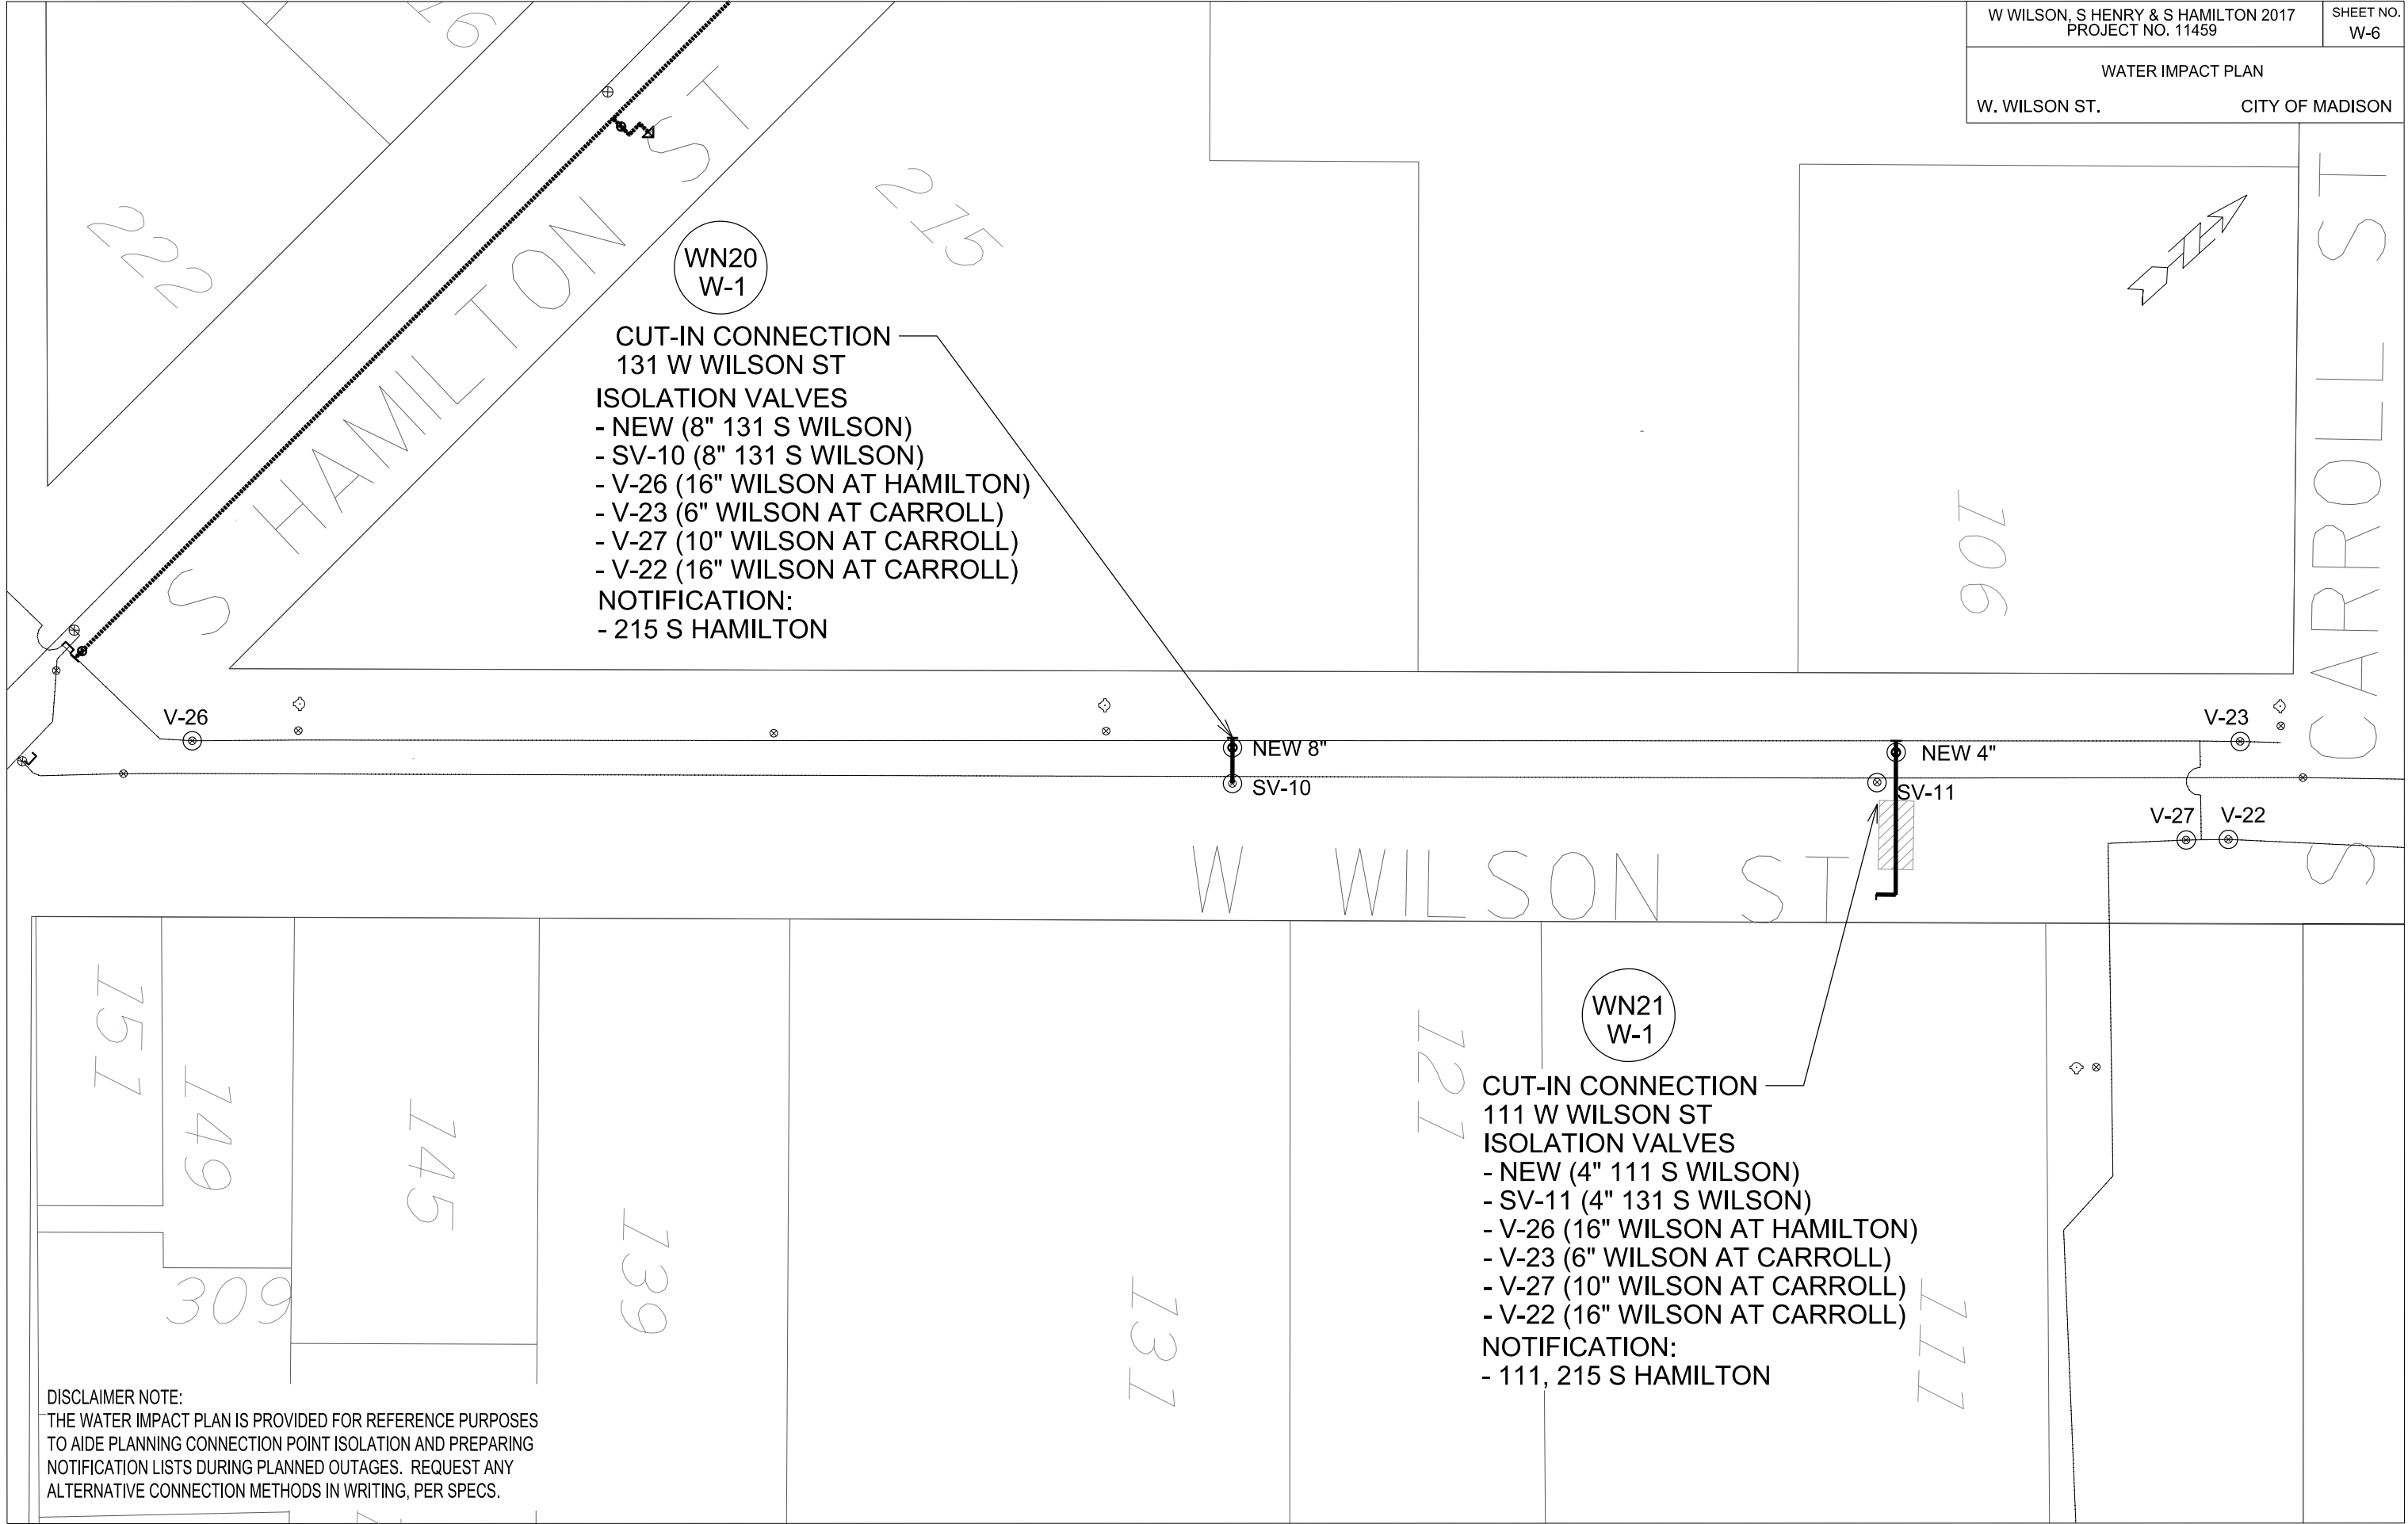 W WILSON, S HENRY & S HAMILTON 2017
PROJECT NO. 11459
SHEET NO.
W-6
WATER IMPACT PLAN
W. WILSON ST.
CITY OF MADISON
222
215
106
S HAMILTON ST
S CARROLL ST
WN20
W-1
CUT-IN CONNECTION
131 W WILSON ST
ISOLATION VALVES
- NEW (8" 131 S WILSON)
- SV-10 (8" 131 S WILSON)
- V-26 (16" WILSON AT HAMILTON)
- V-23 (6" WILSON AT CARROLL)
- V-27 (10" WILSON AT CARROLL)
- V-22 (16" WILSON AT CARROLL)
NOTIFICATION:
- 215 S HAMILTON
V-26
V-23
NEW 8"
NEW 4"
SV-10
SV-11
V-27
V-22
W WILSON ST
151
149
145
139
131
121
111
309
WN21
W-1
CUT-IN CONNECTION
111 W WILSON ST
ISOLATION VALVES
- NEW (4" 111 S WILSON)
- SV-11 (4" 131 S WILSON)
- V-26 (16" WILSON AT HAMILTON)
- V-23 (6" WILSON AT CARROLL)
- V-27 (10" WILSON AT CARROLL)
- V-22 (16" WILSON AT CARROLL)
NOTIFICATION:
- 111, 215 S HAMILTON
DISCLAIMER NOTE:
THE WATER IMPACT PLAN IS PROVIDED FOR REFERENCE PURPOSES
TO AIDE PLANNING CONNECTION POINT ISOLATION AND PREPARING
NOTIFICATION LISTS DURING PLANNED OUTAGES. REQUEST ANY
ALTERNATIVE CONNECTION METHODS IN WRITING, PER SPECS.